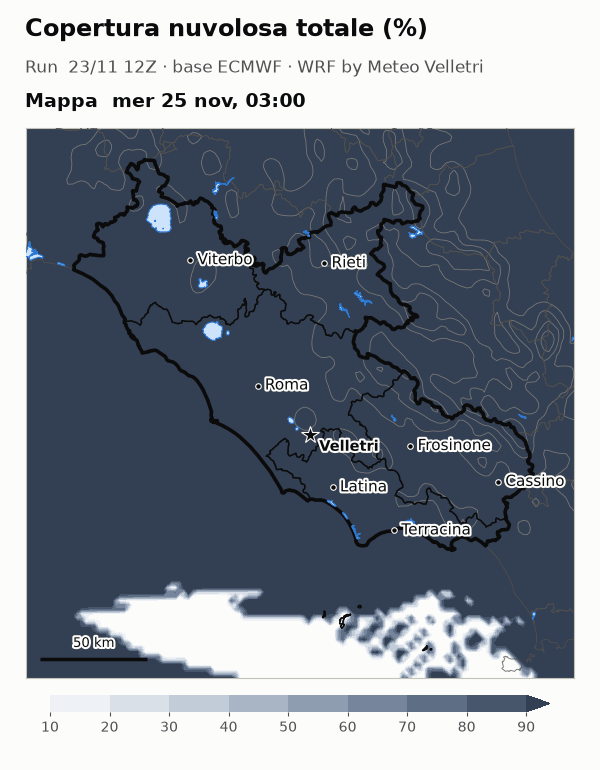 Copertura nuvolosa totale (%)
Run  23/11 12Z · base ECMWF · WRF by Meteo Velletri
Mappa  mer 25 nov, 03:00
Viterbo
Rieti
Roma
Velletri
Frosinone
Latina
Cassino
Terracina
50 km
10 20 30 40 50 60 70 80 90